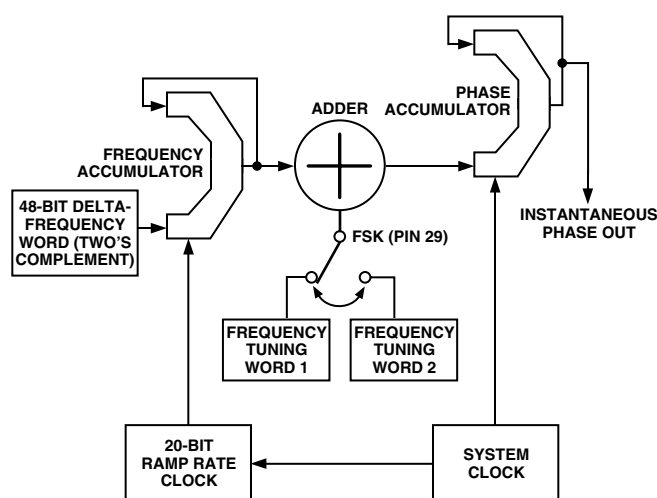 ADDER
PHASE
ACCUMULATOR
FREQUENCY
ACCUMULATOR
48-BIT DELTA-
FREQUENCY
WORD (TWO'S
COMPLEMENT)
INSTANTANEOUS
PHASE OUT
FSK (PIN 29)
FREQUENCY
TUNING
WORD 1
FREQUENCY
TUNING
WORD 2
20-BIT
RAMP RATE
CLOCK
SYSTEM
CLOCK